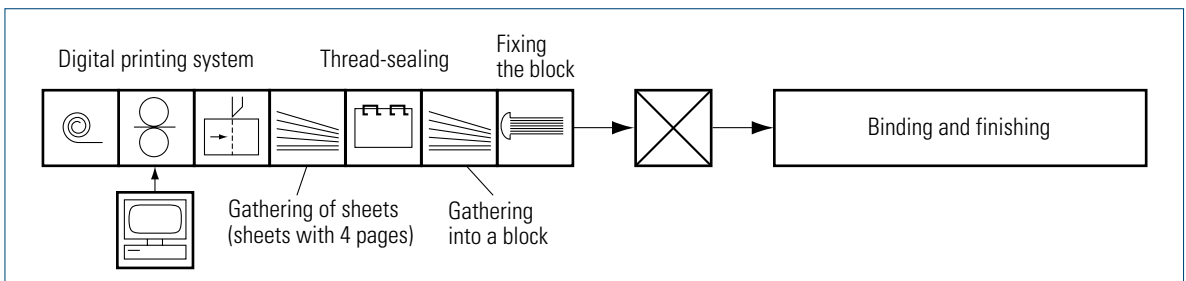 Digital printing system
Thread-sealing
Fixing
the block
Binding and finishing
Gathering of sheets
(sheets with 4 pages)
Gathering
into a block